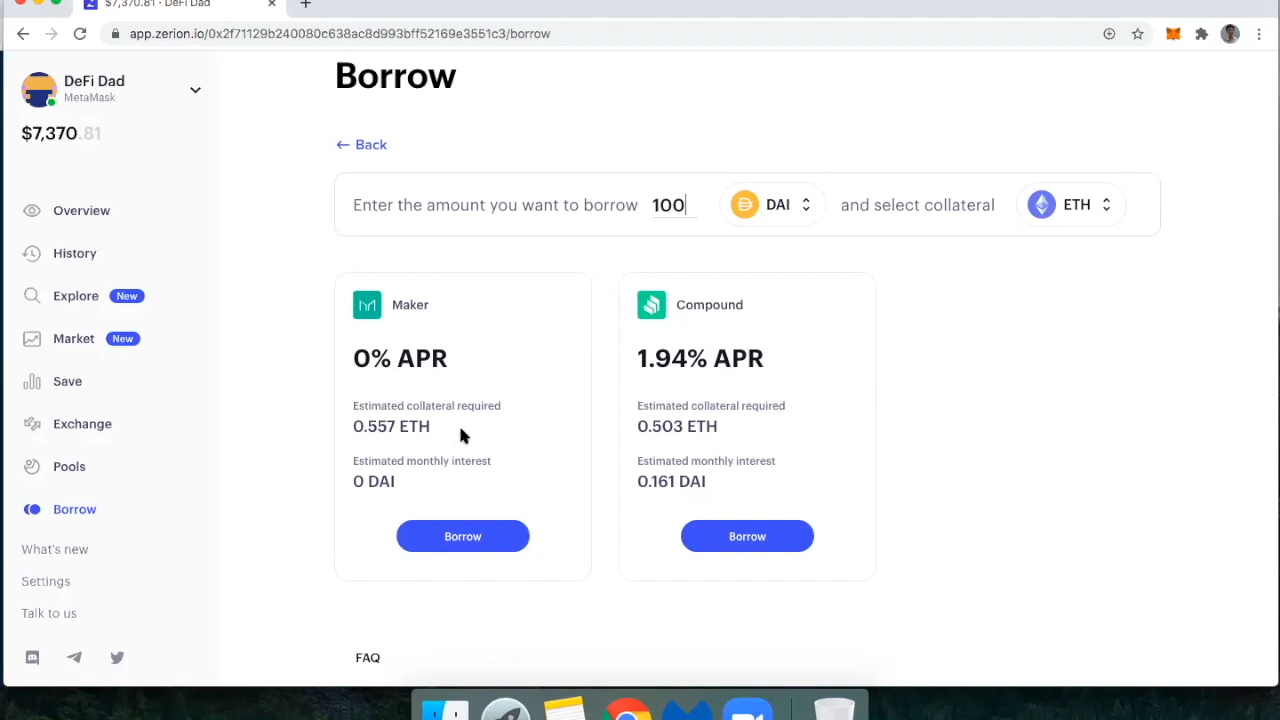 $7,370.81 · DeFi Dad
app.zerion.io/0x2f71129b240080c638ac8d993bff52169e3551c3/borrow
DeFi Dad
MetaMask
$7,370.81
Overview
History
Explore New
Market New
Save
Exchange
Pools
Borrow
What's new
Settings
Talk to us
Borrow
← Back
Enter the amount you want to borrow 100 DAI and select collateral ETH
Maker
0% APR
Estimated collateral required
0.557 ETH
Estimated monthly interest
0 DAI
Borrow
Compound
1.94% APR
Estimated collateral required
0.503 ETH
Estimated monthly interest
0.161 DAI
Borrow
FAQ